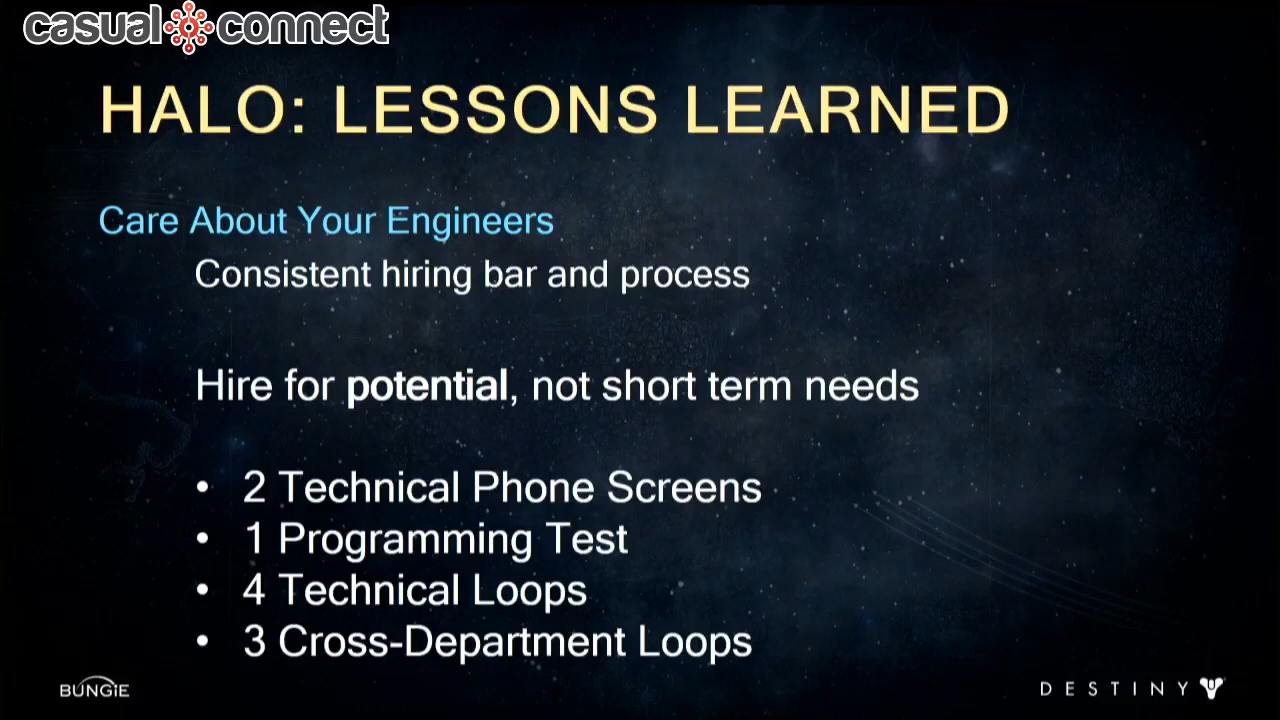 casual connect
HALO: LESSONS LEARNED
Care About Your Engineers
Consistent hiring bar and process
Hire for potential, not short term needs
• 2 Technical Phone Screens
• 1 Programming Test
• 4 Technical Loops
• 3 Cross-Department Loops
BUNGiE
DESTINY